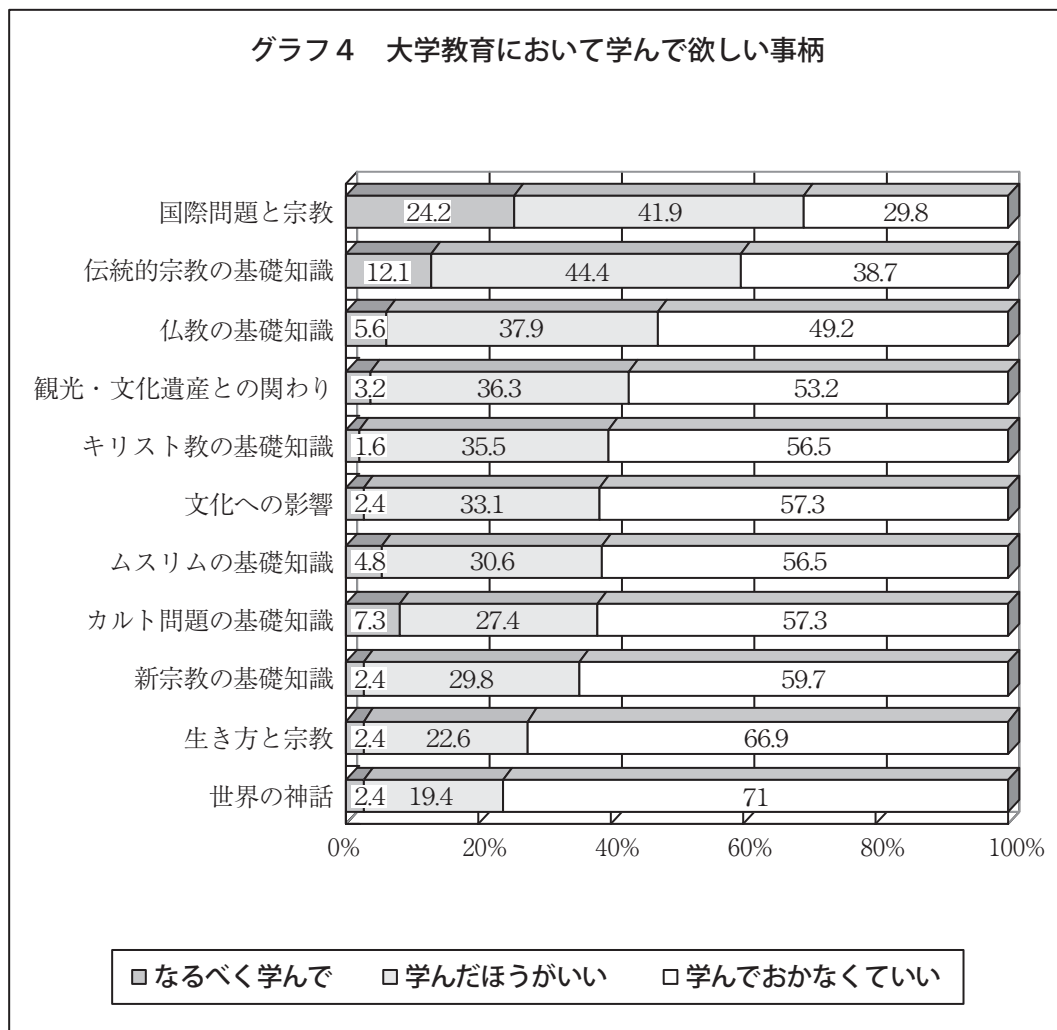 グラフ４　大学教育において学んで欲しい事柄
国際問題と宗教 24.2 41.9 29.8
伝統的宗教の基礎知識 12.1 44.4 38.7
仏教の基礎知識 5.6 37.9 49.2
観光・文化遺産との関わり 3.2 36.3 53.2
キリスト教の基礎知識 1.6 35.5 56.5
文化への影響 2.4 33.1 57.3
ムスリムの基礎知識 4.8 30.6 56.5
カルト問題の基礎知識 7.3 27.4 57.3
新宗教の基礎知識 2.4 29.8 59.7
生き方と宗教 2.4 22.6 66.9
世界の神話 2.4 19.4 71
0% 20% 40% 60% 80% 100%
なるべく学んで 学んだほうがいい 学んでおかなくていい